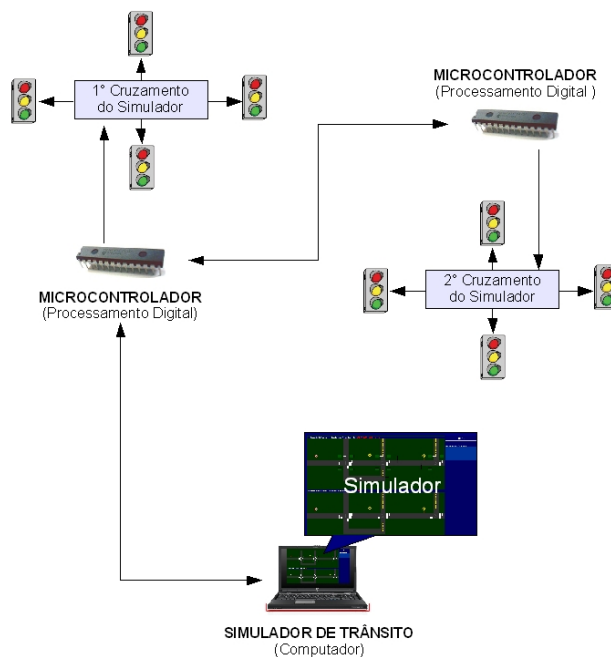 1° Cruzamento
do Simulador
MICROCONTROLADOR
(Processamento Digital )
MICROCONTROLADOR
(Processamento Digital)
2° Cruzamento
do Simulador
Simulador
SIMULADOR DE TRÂNSITO
(Computador)